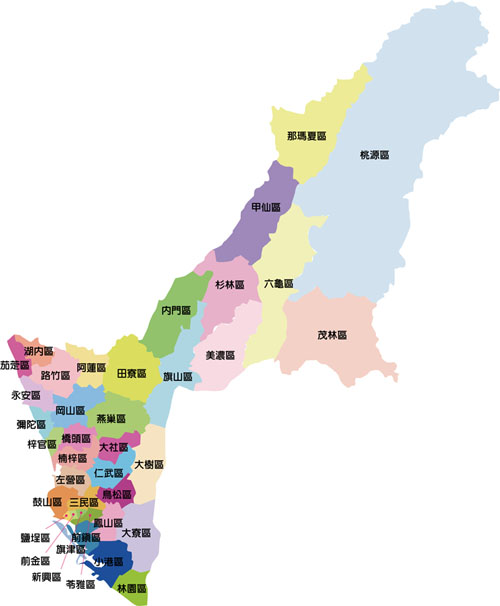 那瑪夏區
桃源區
甲仙區
杉林區
六龜區
內門區
茂林區
美濃區
湖內區
茄萣區
路竹區
阿蓮區
田寮區
旗山區
永安區
岡山區
燕巢區
彌陀區
橋頭區
梓官區
大社區
楠梓區
大樹區
仁武區
左營區
鳥松區
鼓山區
三民區
鳳山區
大寮區
鹽埕區
前鎮區
旗津區
前金區
小港區
新興區
苓雅區
林園區